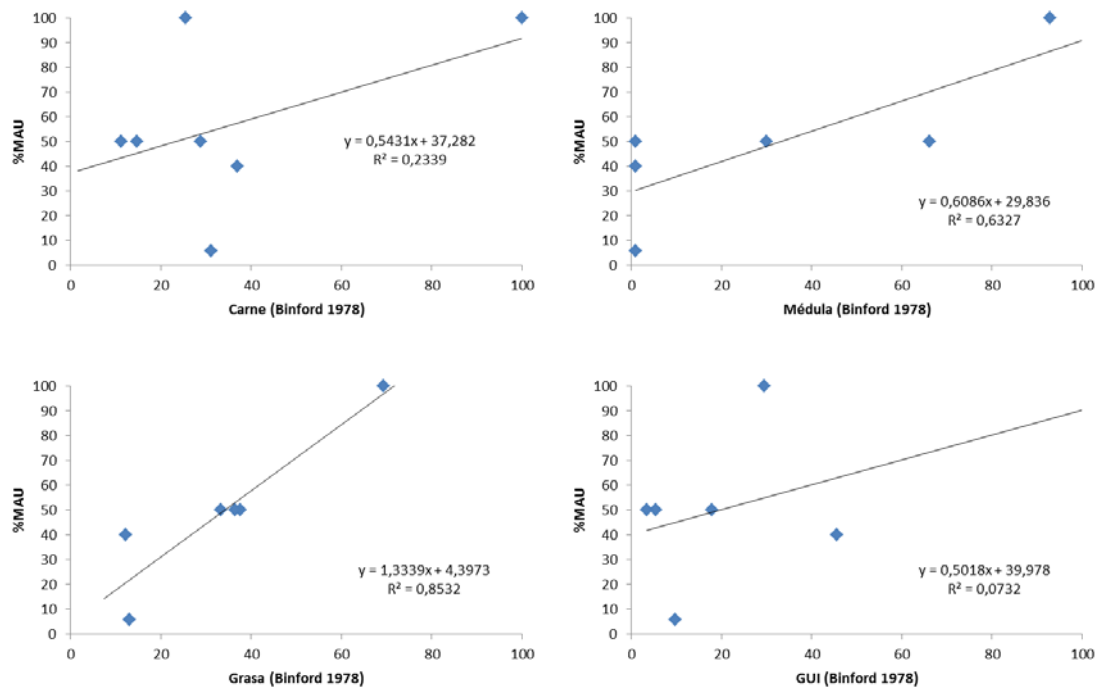 %MAU
100
90
80
70
60
50
40
30
20
10
0
y = 0,5431x + 37,282
R² = 0,2339
0 20 40 60 80 100
Carne (Binford 1978)
%MAU
100
90
80
70
60
50
40
30
20
10
0
y = 0,6086x + 29,836
R² = 0,6327
0 20 40 60 80 100
Médula (Binford 1978)
%MAU
100
90
80
70
60
50
40
30
20
10
0
y = 1,3339x + 4,3973
R² = 0,8532
0 20 40 60 80 100
Grasa (Binford 1978)
%MAU
100
90
80
70
60
50
40
30
20
10
0
y = 0,5018x + 39,978
R² = 0,0732
0 20 40 60 80 100
GUI (Binford 1978)